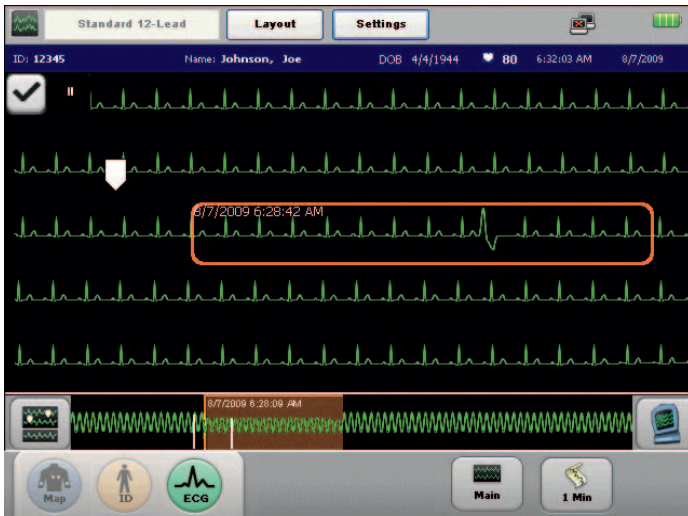 Standard 12-Lead Layout Settings
ID: 12345 Name: Johnson, Joe DOB 4/4/1944 80 6:32:03 AM 8/7/2009
II
8/7/2009 6:28:42 AM
8/7/2009 6:28:09 AM
Map ID ECG Main 1 Min